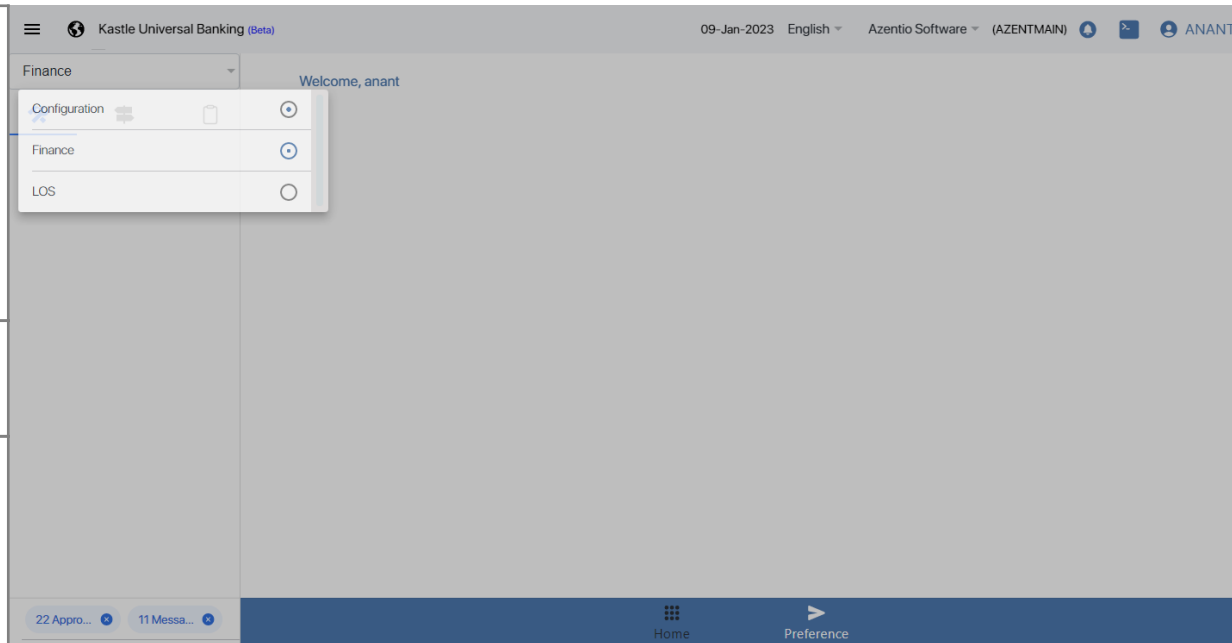 Kastle Universal Banking (Beta)
09-Jan-2023 English Azentio Software (AZENTMAIN) ANANT
Finance
Welcome, anant
Configuration
Finance
LOS
22 Appro... 11 Messa...
Home Preference